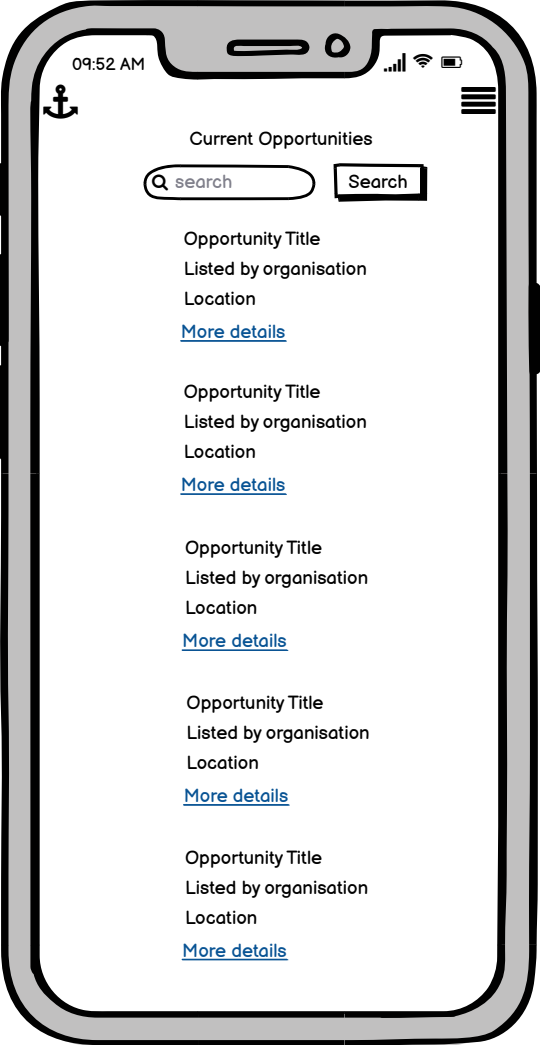 09:52 AM
Current Opportunities
search
Search
Opportunity Title
Listed by organisation
Location
More details
Opportunity Title
Listed by organisation
Location
More details
Opportunity Title
Listed by organisation
Location
More details
Opportunity Title
Listed by organisation
Location
More details
Opportunity Title
Listed by organisation
Location
More details